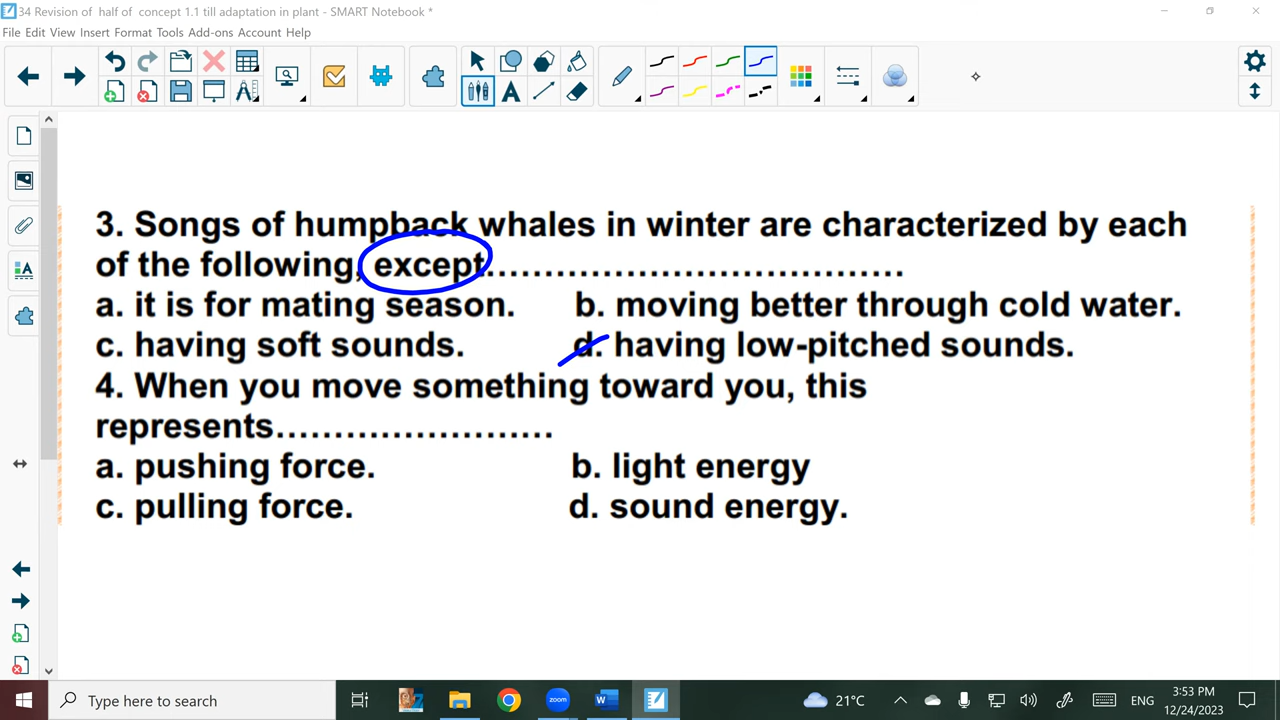 34 Revision of  half of  concept 1.1 till adaptation in plant - SMART Notebook *
File Edit View Insert Format Tools Add-ons Account Help
3. Songs of humpback whales in winter are characterized by each
of the following, except....................................
a. it is for mating season.    b. moving better through cold water.
c. having soft sounds.    d. having low-pitched sounds.
4. When you move something toward you, this
represents........................
a. pushing force.    b. light energy
c. pulling force.    d. sound energy.
Type here to search
zoom
21°C
ENG
3:53 PM
12/24/2023